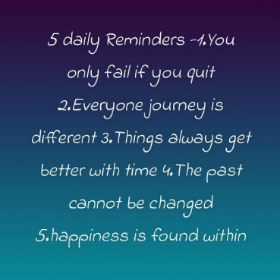 5 daily Reminders -1.You
only fail if you quit
2.Everyone journey is
different 3.Things always get
better with time 4.The past
cannot be changed
5.happiness is found within